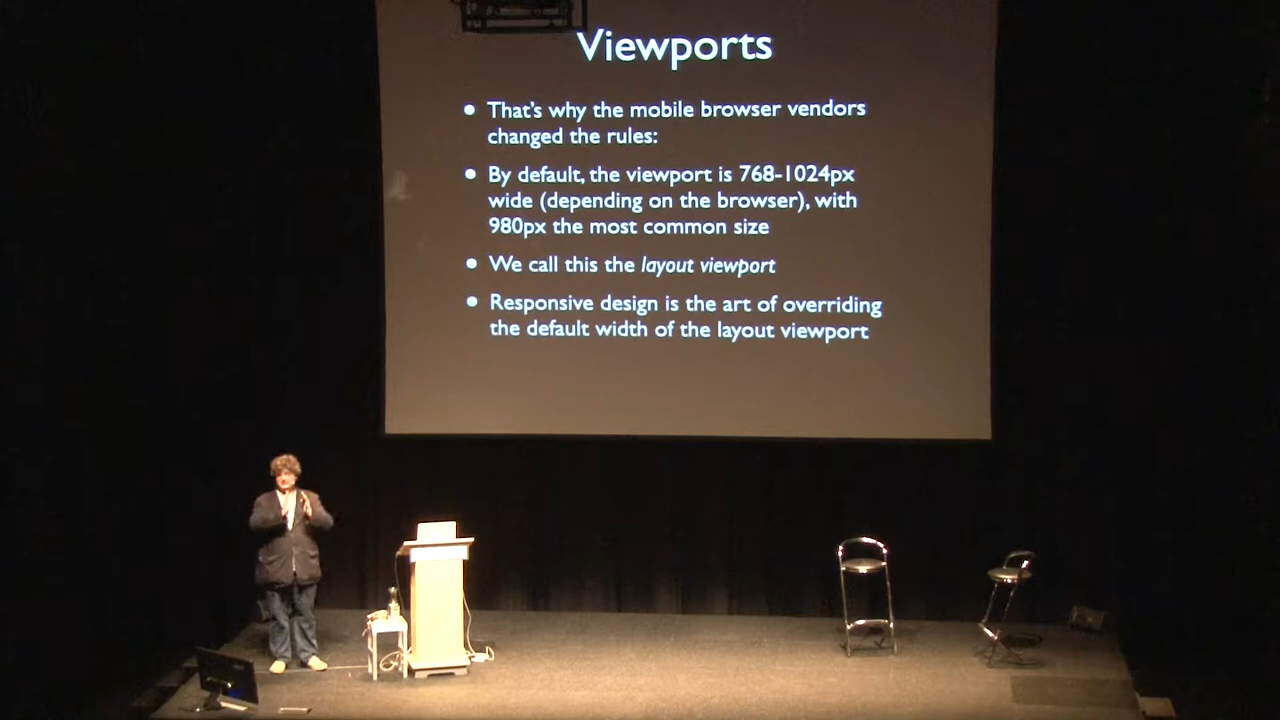 Viewports
• That's why the mobile browser vendors
changed the rules:
• By default, the viewport is 768-1024px
wide (depending on the browser), with
980px the most common size
• We call this the layout viewport
• Responsive design is the art of overriding
the default width of the layout viewport